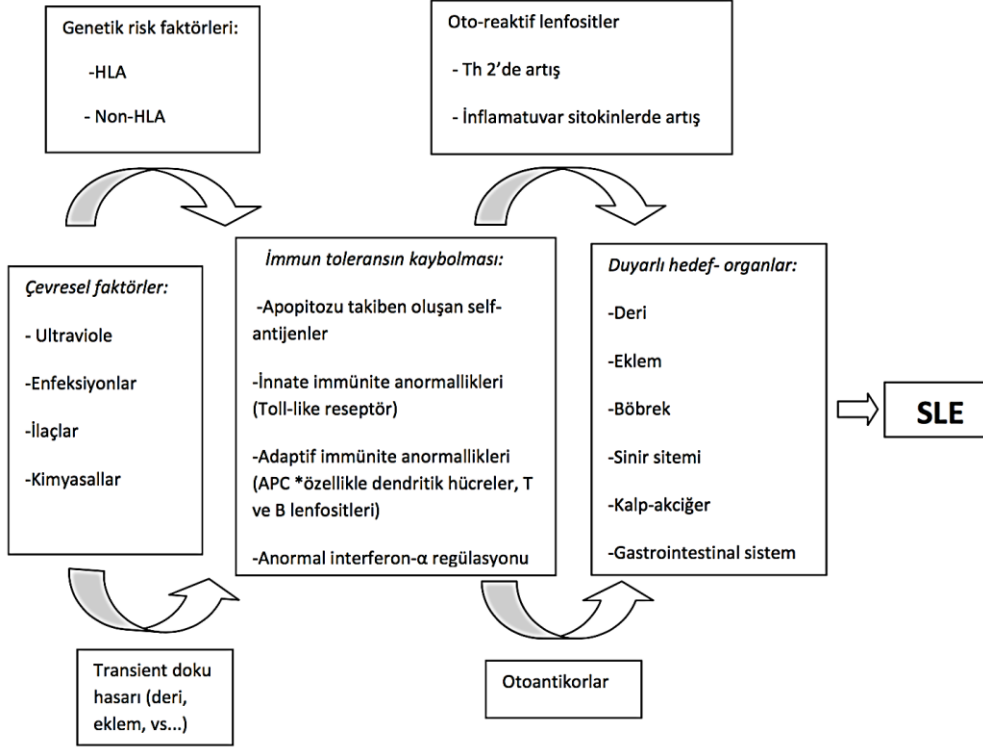 Genetik risk faktörleri:
-HLA
- Non-HLA
Oto-reaktif lenfositler
- Th 2’de artış
- İnflamatuvar sitokinlerde artış
Çevresel faktörler:
- Ultraviole
-Enfeksiyonlar
-İlaçlar
-Kimyasallar
İmmun toleransın kaybolması:
-Apopitozu takiben oluşan self-
antijenler
-İnnate immünite anormallikleri
(Toll-like reseptör)
-Adaptif immünite anormallikleri
(APC *özellikle dendritik hücreler, T
ve B lenfositleri)
-Anormal interferon-α regülasyonu
Duyarlı hedef- organlar:
-Deri
-Eklem
-Böbrek
-Sinir sitemi
-Kalp-akciğer
-Gastrointestinal sistem
SLE
Transient doku
hasarı (deri,
eklem, vs...)
Otoantikorlar